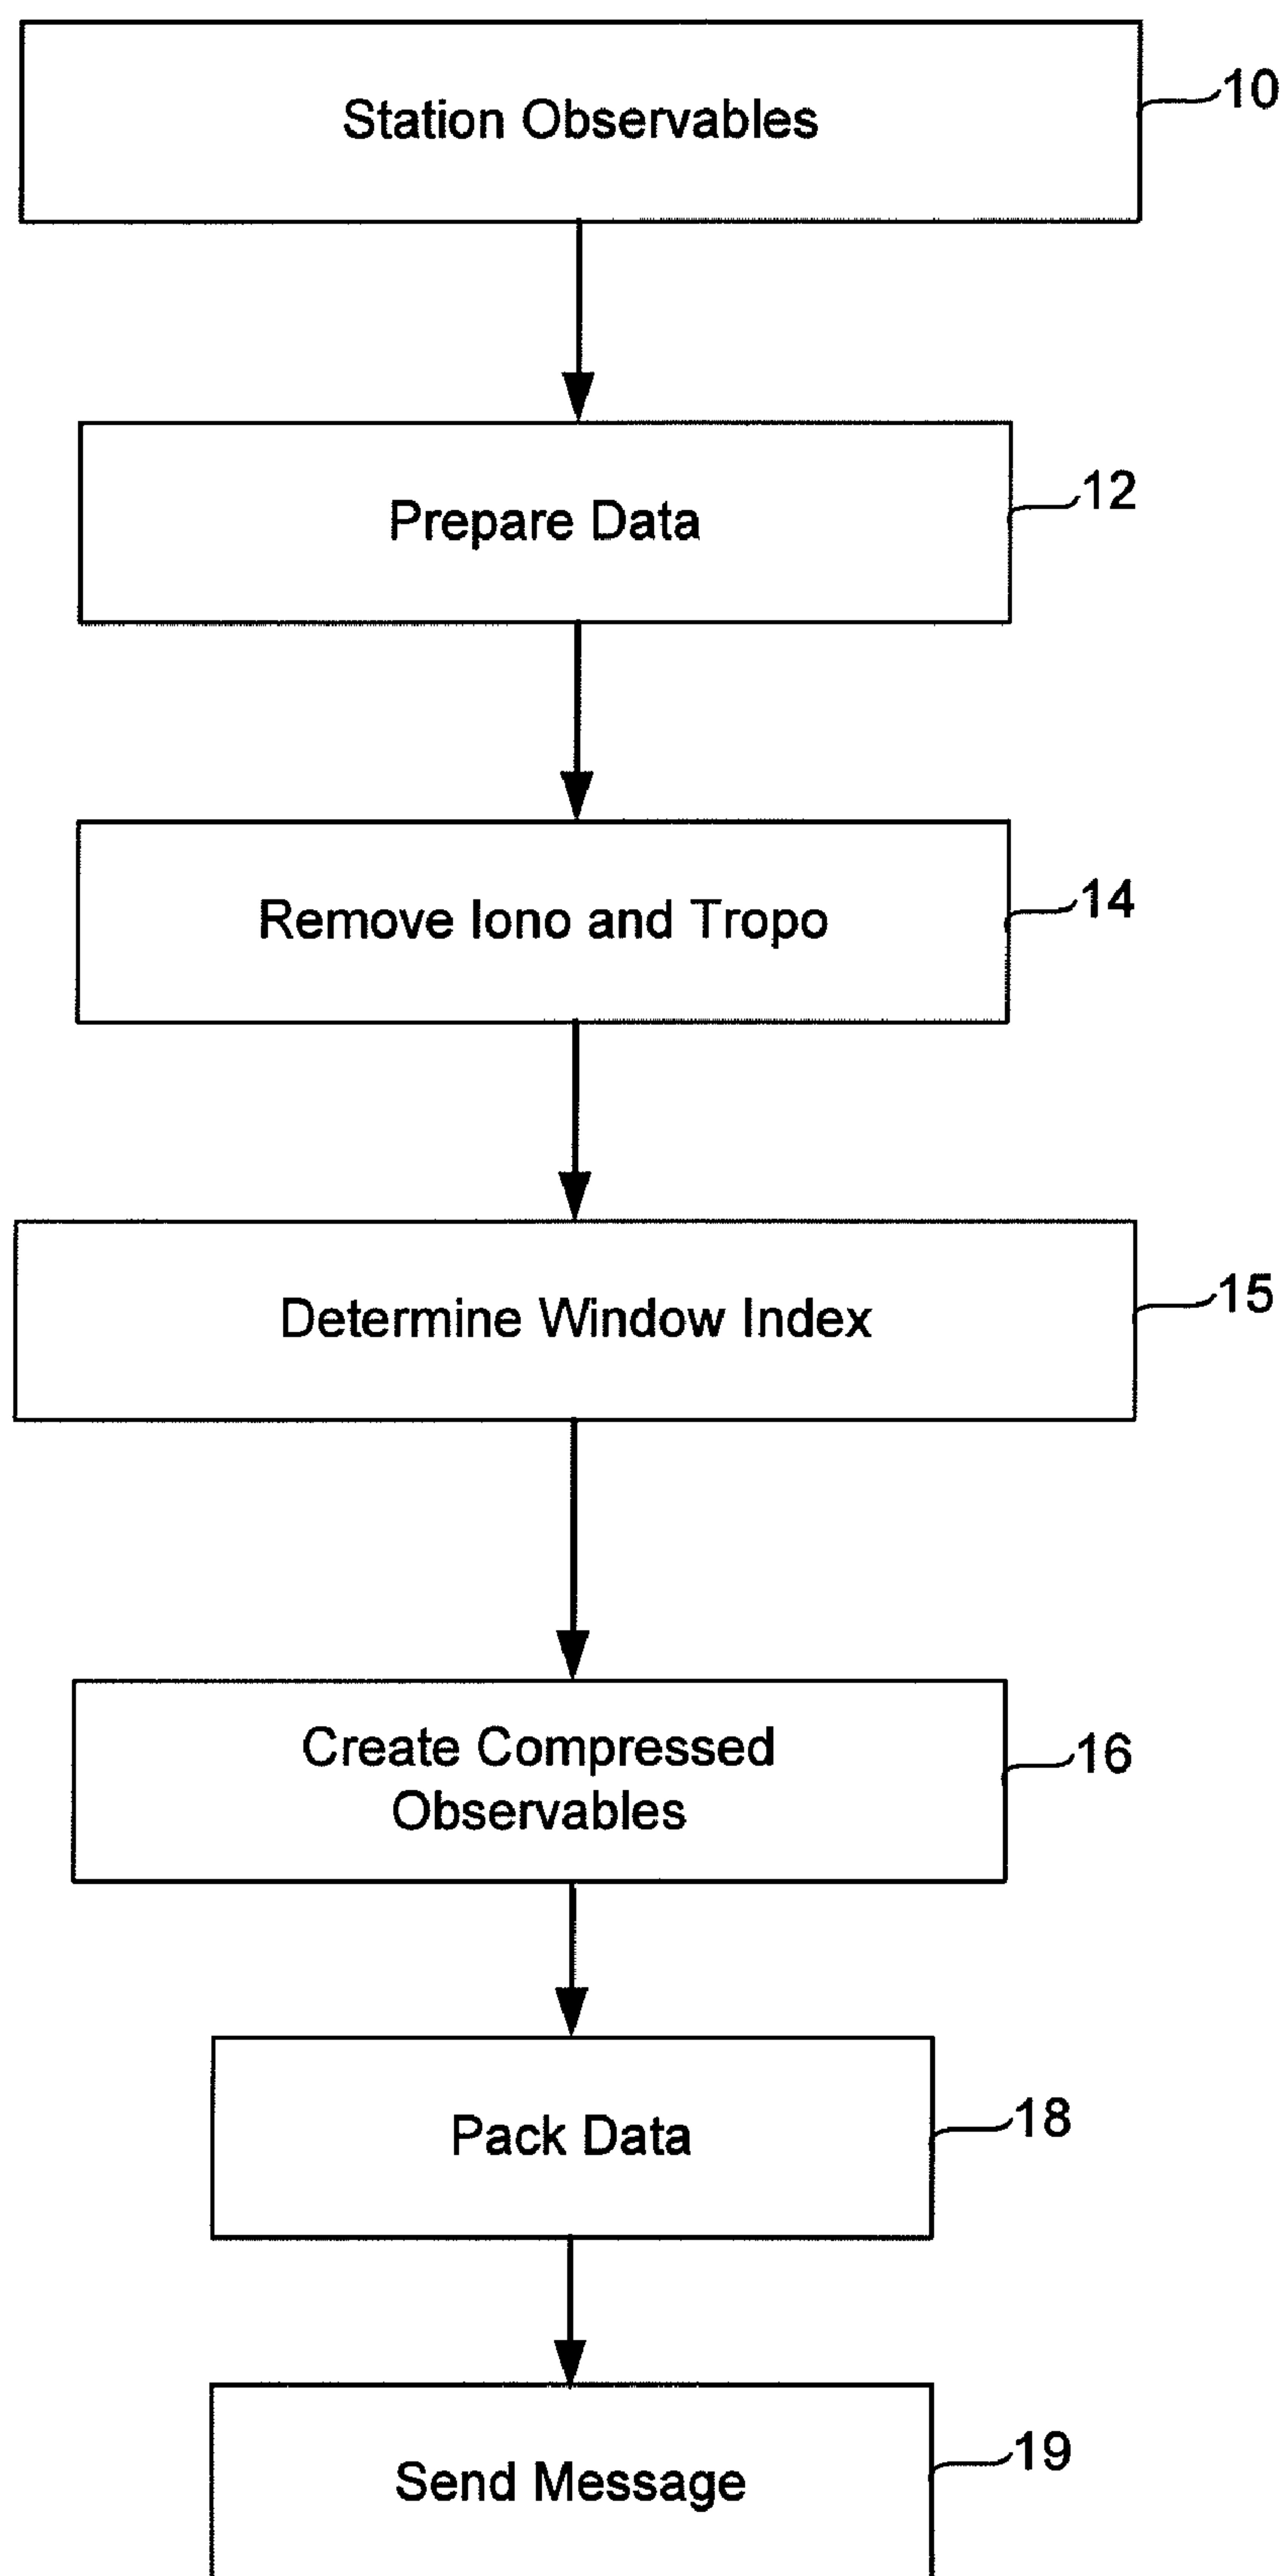 Station Observables
10
Prepare Data
12
Remove Iono and Tropo
14
Determine Window Index
15
Create Compressed
Observables
16
Pack Data
18
Send Message
19